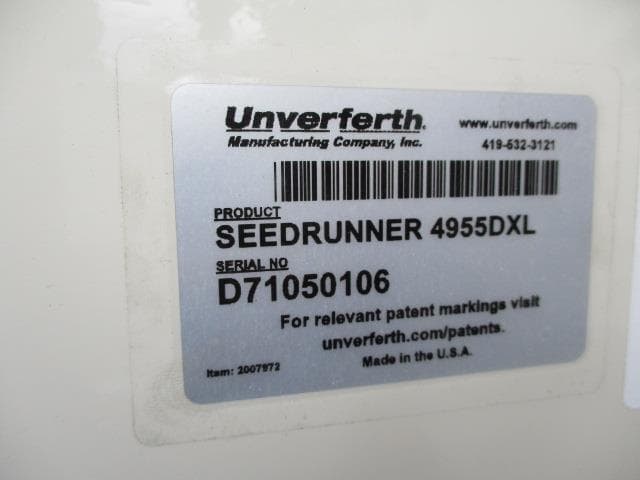 Unverferth.
Manufacturing Company, Inc.
www.unverferth.com
419-532-3121
PRODUCT
SEEDRUNNER 4955DXL
SERIAL NO
D71050106
For relevant patent markings visit
unverferth.com/patents.
Made in the U.S.A.
Item: 2007972